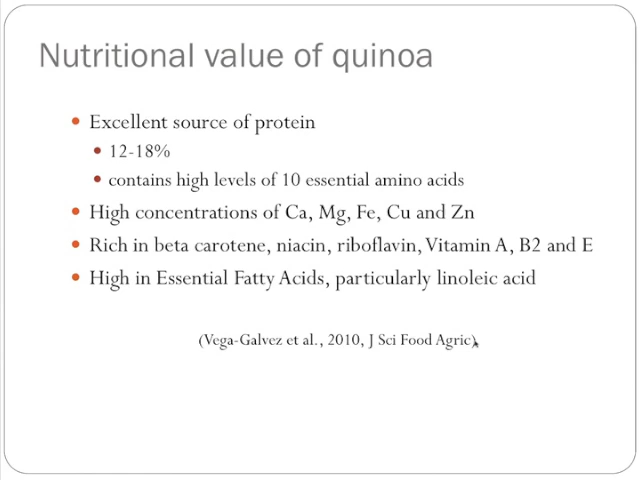 Nutritional value of quinoa
Excellent source of protein
12-18%
contains high levels of 10 essential amino acids
High concentrations of Ca, Mg, Fe, Cu and Zn
Rich in beta carotene, niacin, riboflavin, Vitamin A, B2 and E
High in Essential Fatty Acids, particularly linoleic acid
(Vega-Galvez et al., 2010, J Sci Food Agric)